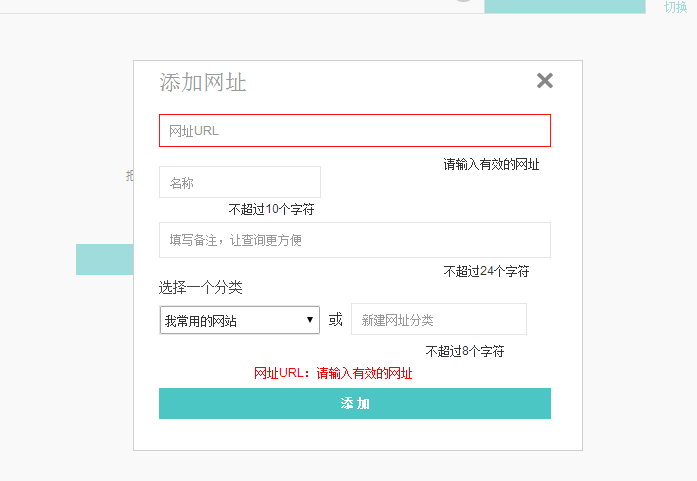 切换
添加网址
网址URL
请输入有效的网址
把
名称
不超过10个字符
填写备注，让查询更方便
不超过24个字符
选择一个分类
我常用的网站 或 新建网址分类
不超过8个字符
网址URL：请输入有效的网址
添 加